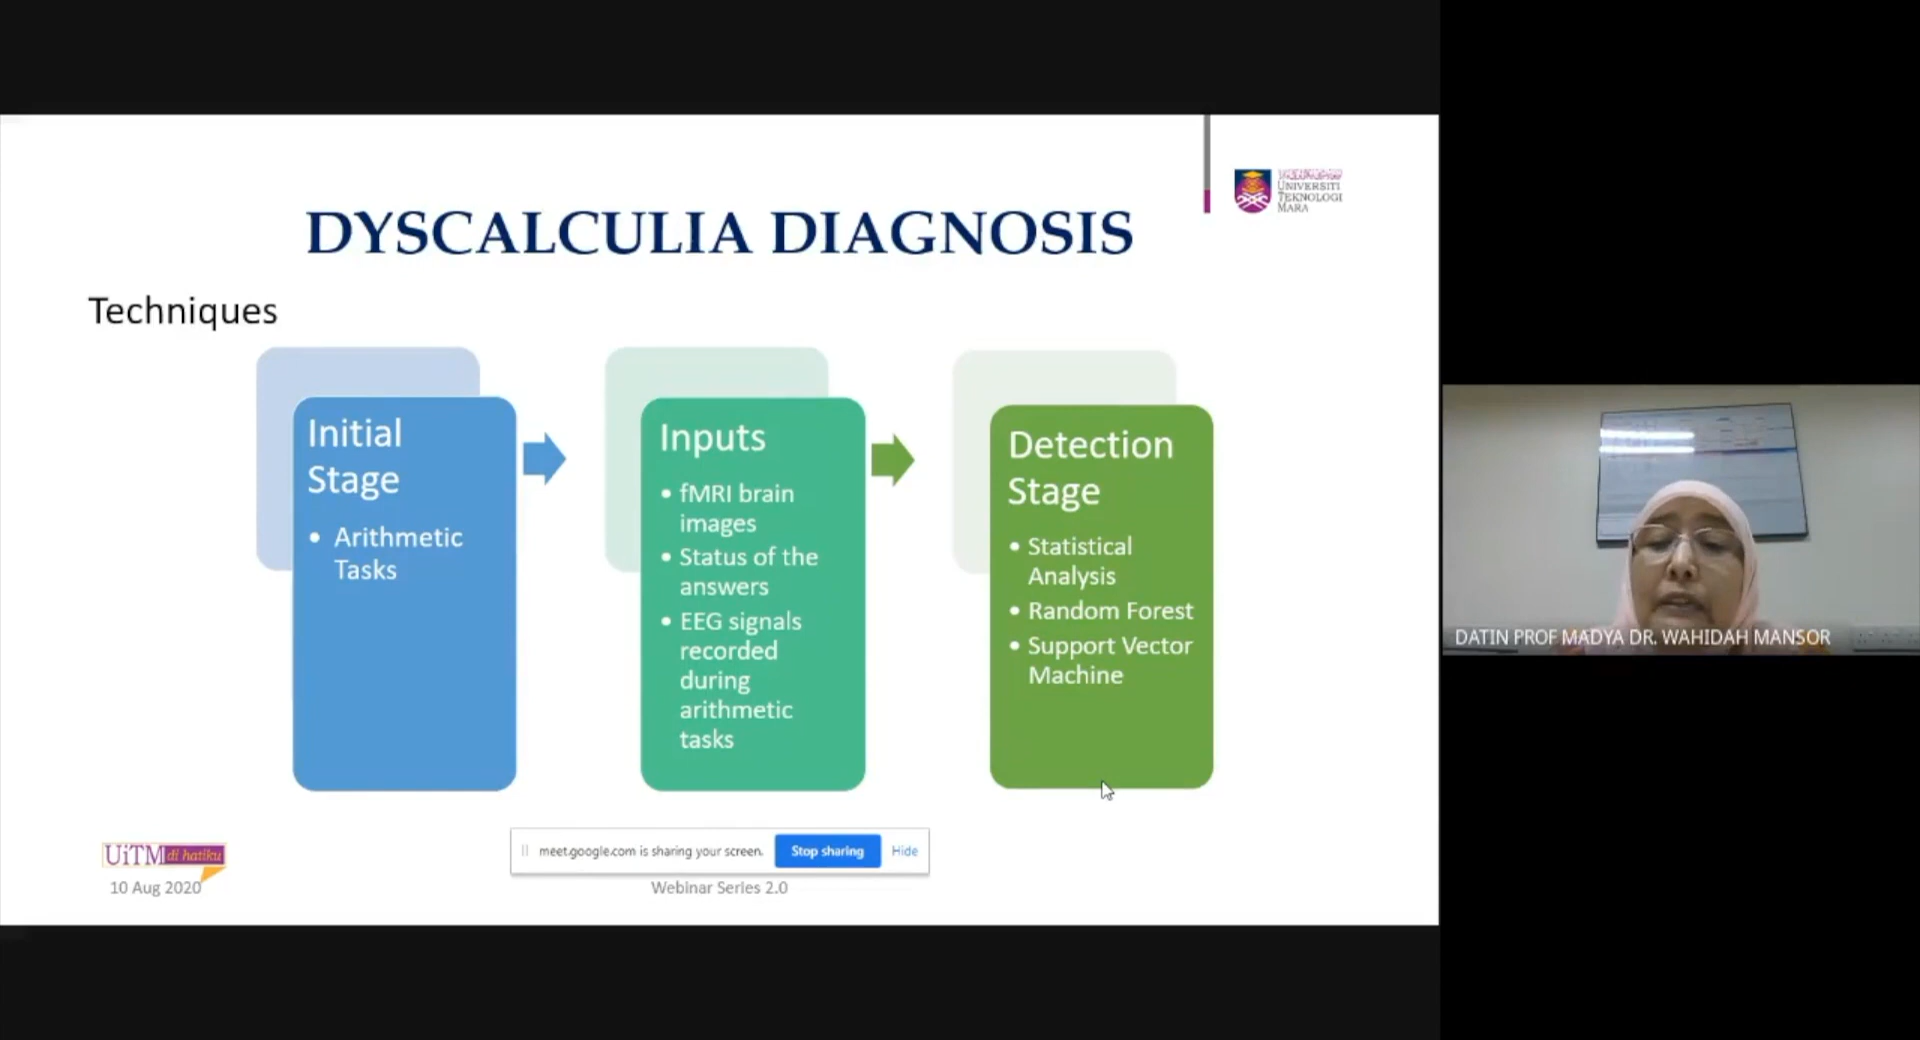 DYSCALCULIA DIAGNOSIS
UNIVERSITI
TEKNOLOGI
MARA
Techniques
Initial
Stage
• Arithmetic
Tasks
Inputs
• fMRI brain
images
• Status of the
answers
• EEG signals
recorded
during
arithmetic
tasks
Detection
Stage
• Statistical
Analysis
• Random Forest
• Support Vector
Machine
UiTM di hatiku
10 Aug 2020
meet.google.com is sharing your screen.
Stop sharing
Hide
Webinar Series 2.0
DATIN PROF MADYA DR. WAHIDAH MANSOR